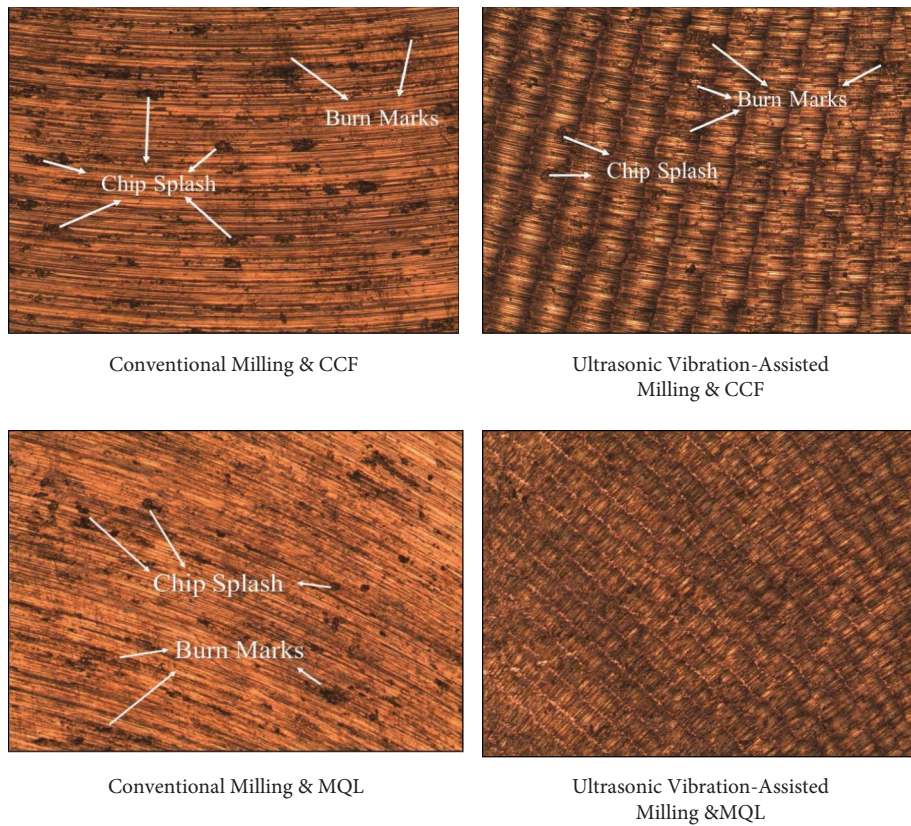 Burn Marks
Chip Splash
Burn Marks
Chip Splash
Conventional Milling & CCF
Ultrasonic Vibration-Assisted
Milling & CCF
Chip Splash
Burn Marks
Conventional Milling & MQL
Ultrasonic Vibration-Assisted
Milling &MQL